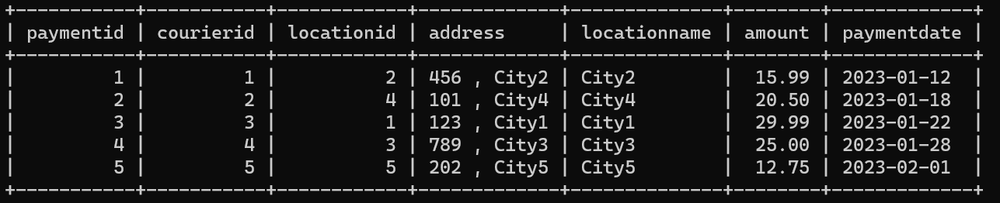 +-----------+-----------+------------+------------+--------------+--------+-------------+
| paymentid | courierid | locationid | address     | locationname | amount | paymentdate |
+-----------+-----------+------------+------------+--------------+--------+-------------+
|         1 |         1 |          2 | 456 , City2 | City2        |  15.99 | 2023-01-12  |
|         2 |         2 |          4 | 101 , City4 | City4        |  20.50 | 2023-01-18  |
|         3 |         3 |          1 | 123 , City1 | City1        |  29.99 | 2023-01-22  |
|         4 |         4 |          3 | 789 , City3 | City3        |  25.00 | 2023-01-28  |
|         5 |         5 |          5 | 202 , City5 | City5        |  12.75 | 2023-02-01  |
+-----------+-----------+------------+------------+--------------+--------+-------------+